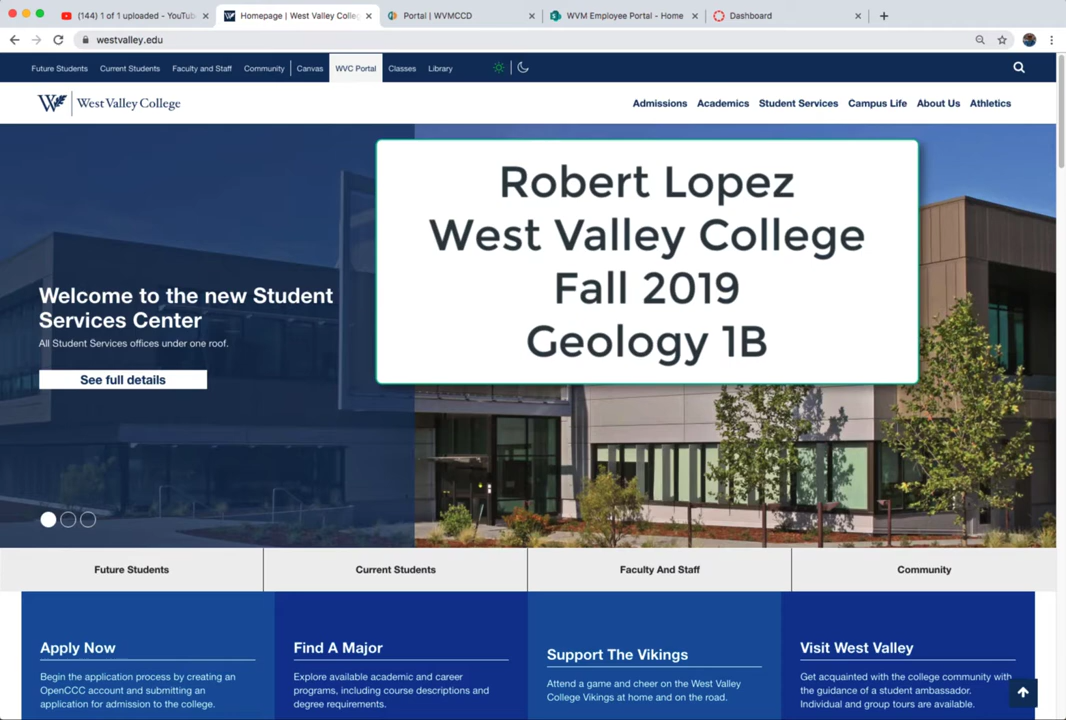 (144) 1 of 1 uploaded - YouTub
Homepage | West Valley Colleg
Portal | WVMCCD
WVM Employee Portal - Home
Dashboard
westvalley.edu
Future Students
Current Students
Faculty and Staff
Community
Canvas
WVC Portal
Classes
Library
West Valley College
Admissions
Academics
Student Services
Campus Life
About Us
Athletics
Robert Lopez
West Valley College
Fall 2019
Geology 1B
Welcome to the new Student
Services Center
All Student Services offices under one roof.
See full details
Future Students
Current Students
Faculty And Staff
Community
Apply Now
Begin the application process by creating an
OpenCCC account and submitting an
application for admission to the college.
Find A Major
Explore available academic and career
programs, including course descriptions and
degree requirements.
Support The Vikings
Attend a game and cheer on the West Valley
College Vikings at home and on the road.
Visit West Valley
Get acquainted with the college community with
the guidance of a student ambassador.
Individual and group tours are available.